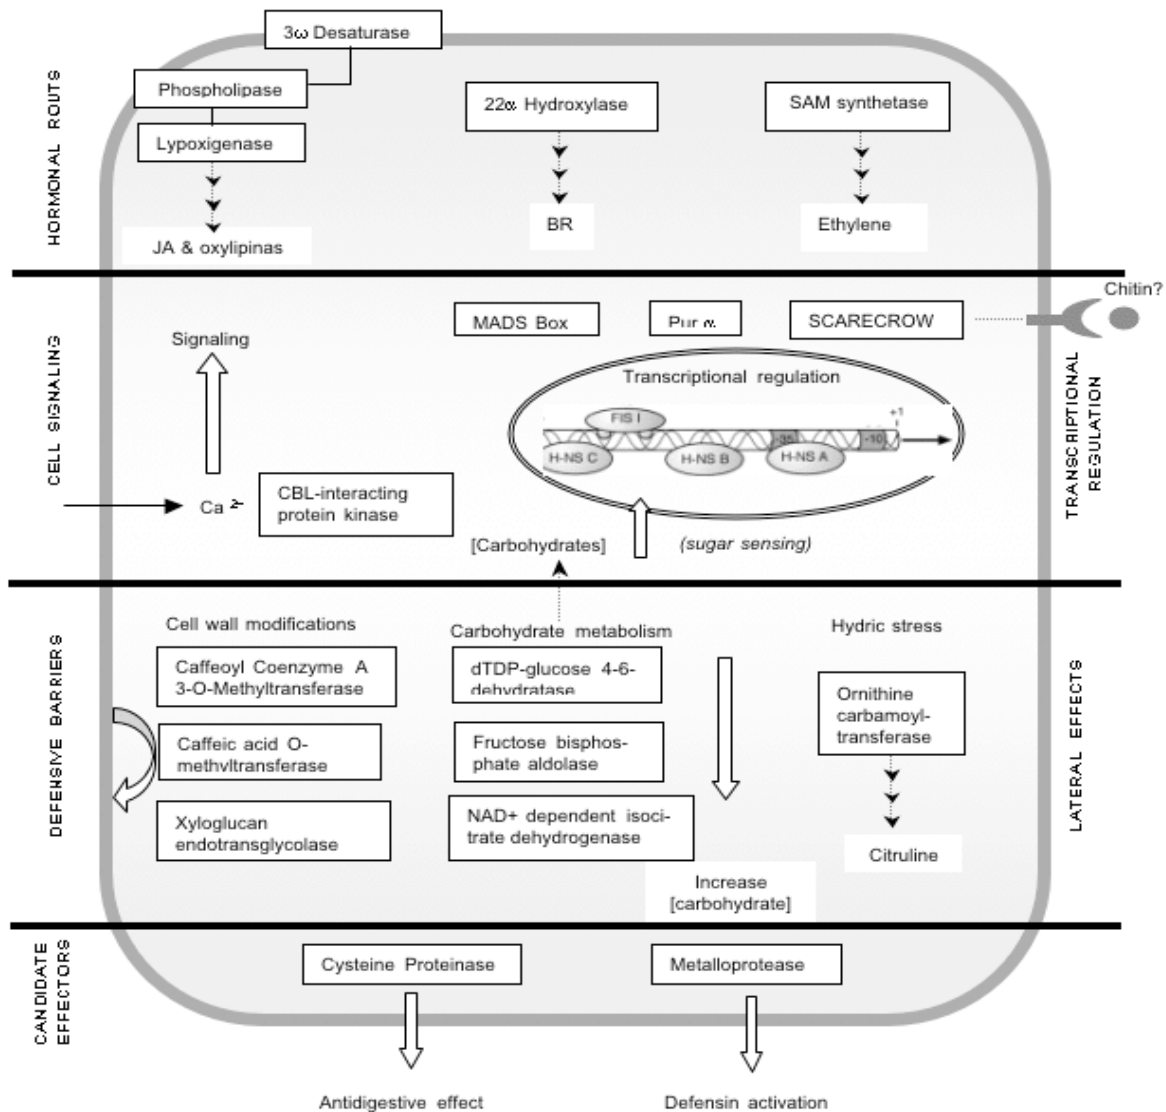 3ω Desaturase
Phospholipase
22α Hydroxylase
SAM synthetase
Lypoxigenase
HORMONAL ROUTS
BR
Ethylene
JA & oxylipinas
Chitin?
MADS Box
Pur α
SCARECROW
Signaling
Transcriptional regulation
CELL SIGNALING
TRANSCRIPTIONAL
REGULATION
+1
FIS I
-35
-10
H-NS C
H-NS B
H-NS A
Ca 2-
CBL-interacting
protein kinase
[Carbohydrates]
(sugar sensing)
Cell wall modifications
Carbohydrate metabolism
Hydric stress
DEFENSIVE BARRIERS
LATERAL EFFECTS
Caffeoyl Coenzyme A
3-O-Methyltransferase
dTDP-glucose 4-6-
dehydratase
Ornithine
carbamoyl-
transferase
Caffeic acid O-
methyltransferase
Fructose bisphos-
phate aldolase
Xyloglucan
endotransglycolase
NAD+ dependent isoci-
trate dehydrogenase
Citruline
Increase
[carbohydrate]
CANDIDATE
EFFECTORS
Cysteine Proteinase
Metalloprotease
Antidigestive effect
Defensin activation